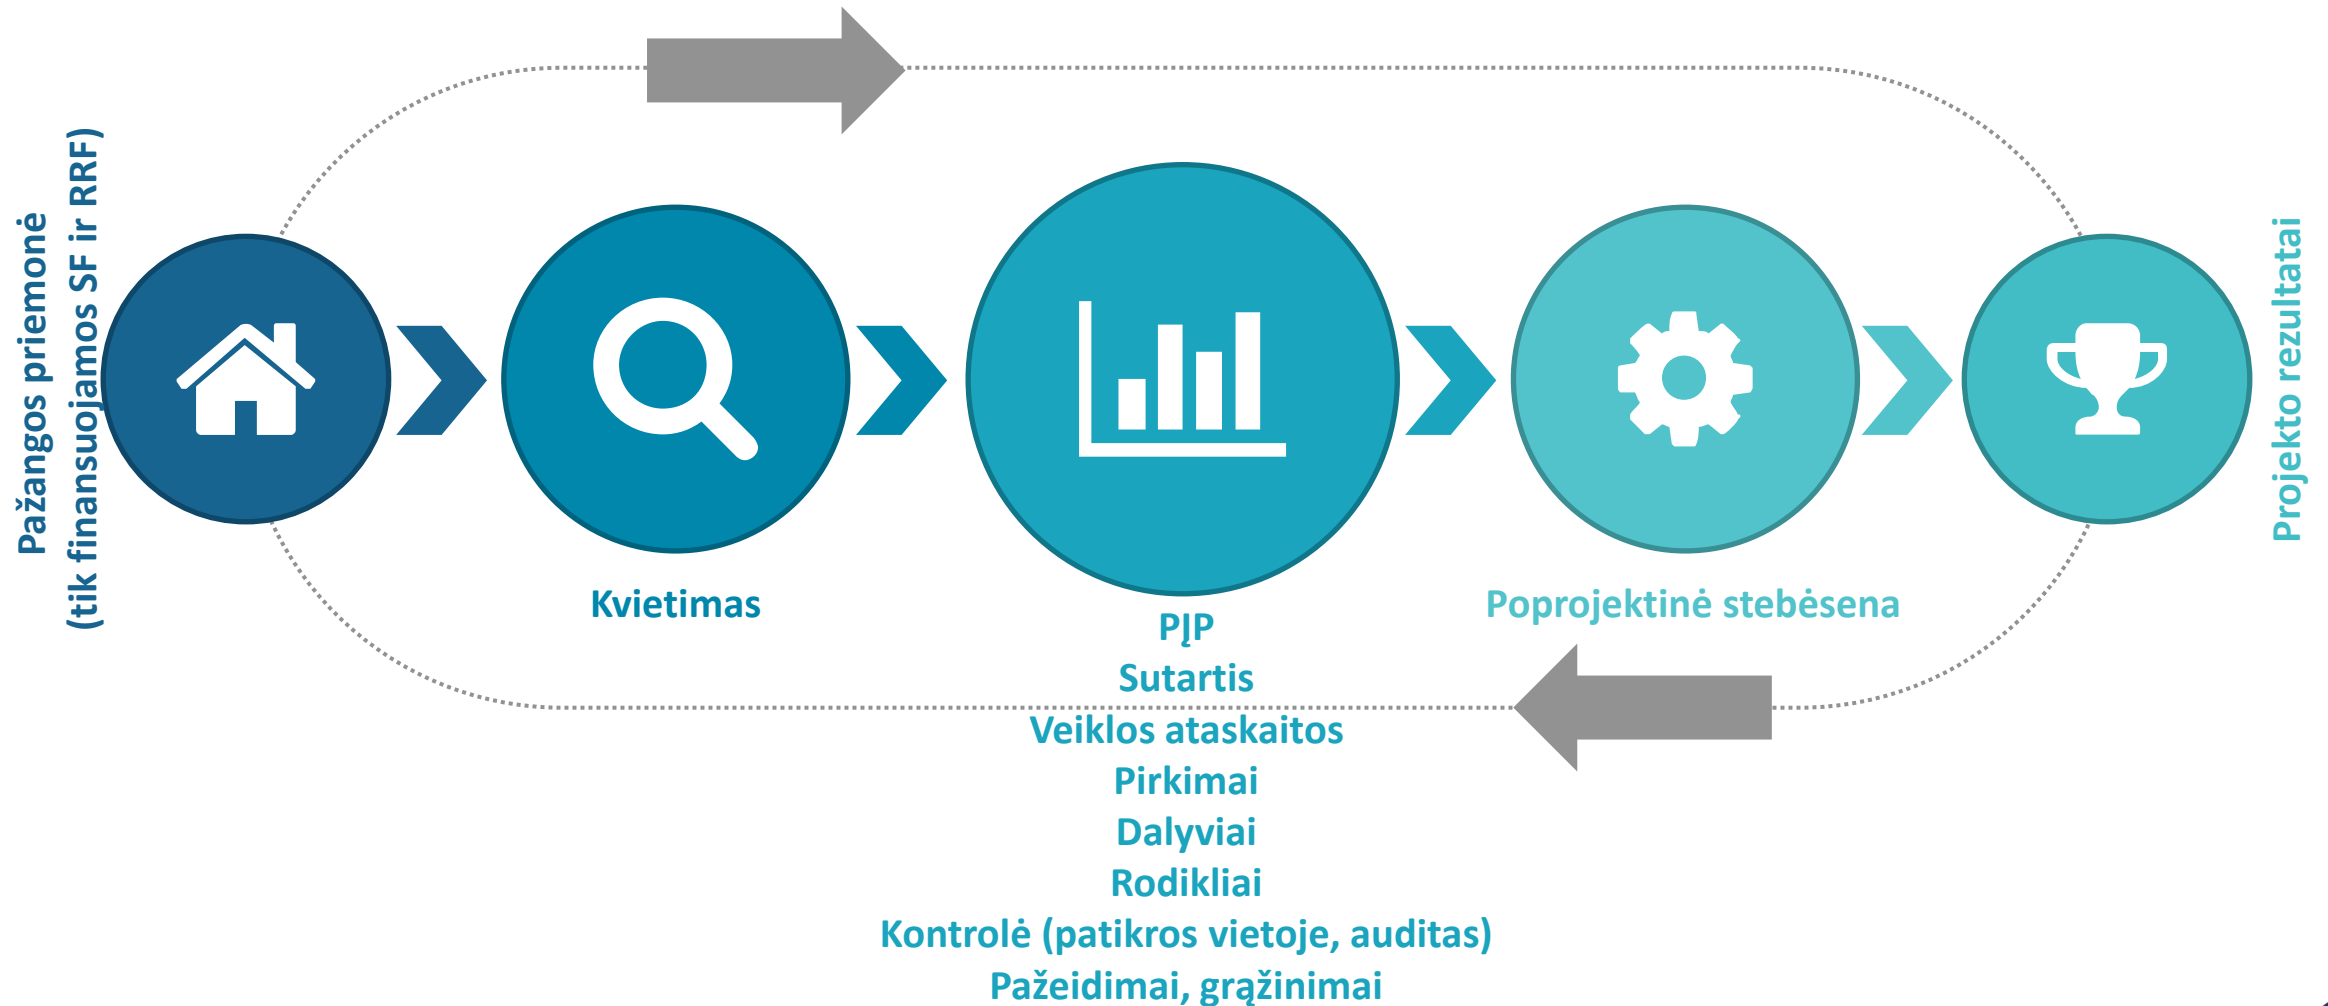 Pažangos priemonė
(tik finansuojamos SF ir RRF)
Kvietimas
PĮP
Sutartis
Veiklos ataskaitos
Pirkimai
Dalyviai
Rodikliai
Kontrolė (patikros vietoje, auditas)
Pažeidimai, grąžinimai
Poprojektinė stebėsena
Projekto rezultatai